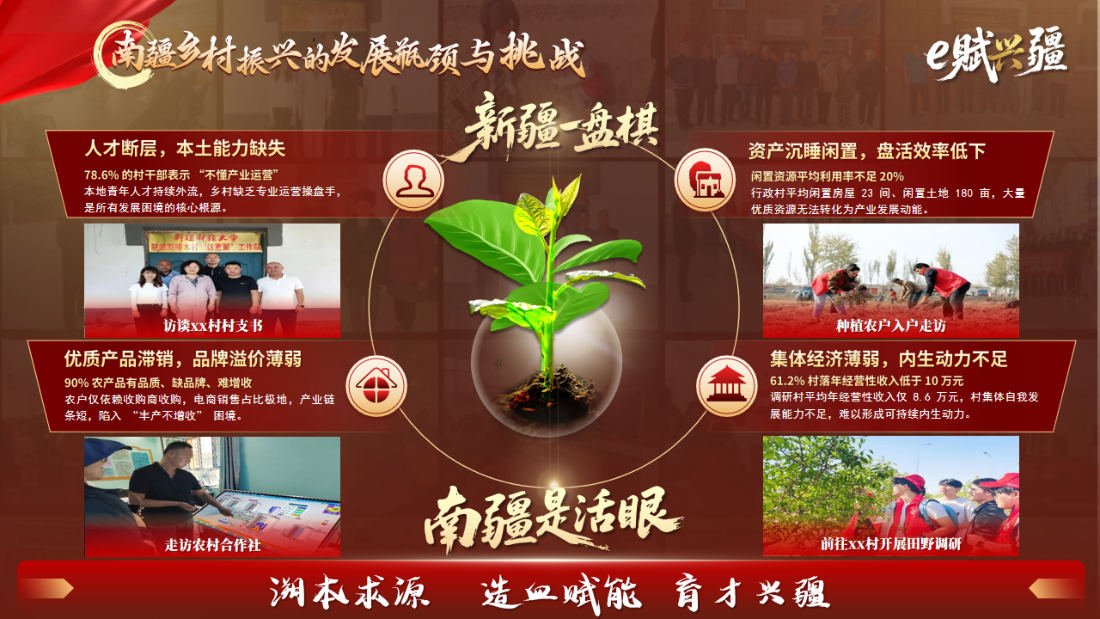 南疆乡村振兴的发展瓶颈与挑战
e赋兴疆
新疆一盘棋
人才断层，本土能力缺失
78.6% 的村干部表示 “不懂产业运营”
本地青年人才持续外流，乡村缺乏专业运营操盘手，
是所有发展困境的核心根源。
访谈xx村村支书
资产沉睡闲置，盘活效率低下
闲置资源平均利用率不足 20%
行政村平均闲置房屋 23 间、闲置土地 180 亩，大量
优质资源无法转化为产业发展动能。
种植农户入户走访
优质产品滞销，品牌溢价薄弱
90% 农产品有品质、缺品牌、难增收
农户仅依赖收购商收购，电商销售占比极地，产业链
条短，陷入 “丰产不增收” 困境。
走访农村合作社
集体经济薄弱，内生动力不足
61.2% 村落年经营性收入低于 10 万元
调研村平均年经营性收入仅 8.6 万元，村集体自我发
展能力不足，难以形成可持续内生动力。
前往xx村开展田野调研
南疆是活眼
溯本求源 造血赋能 育才兴疆